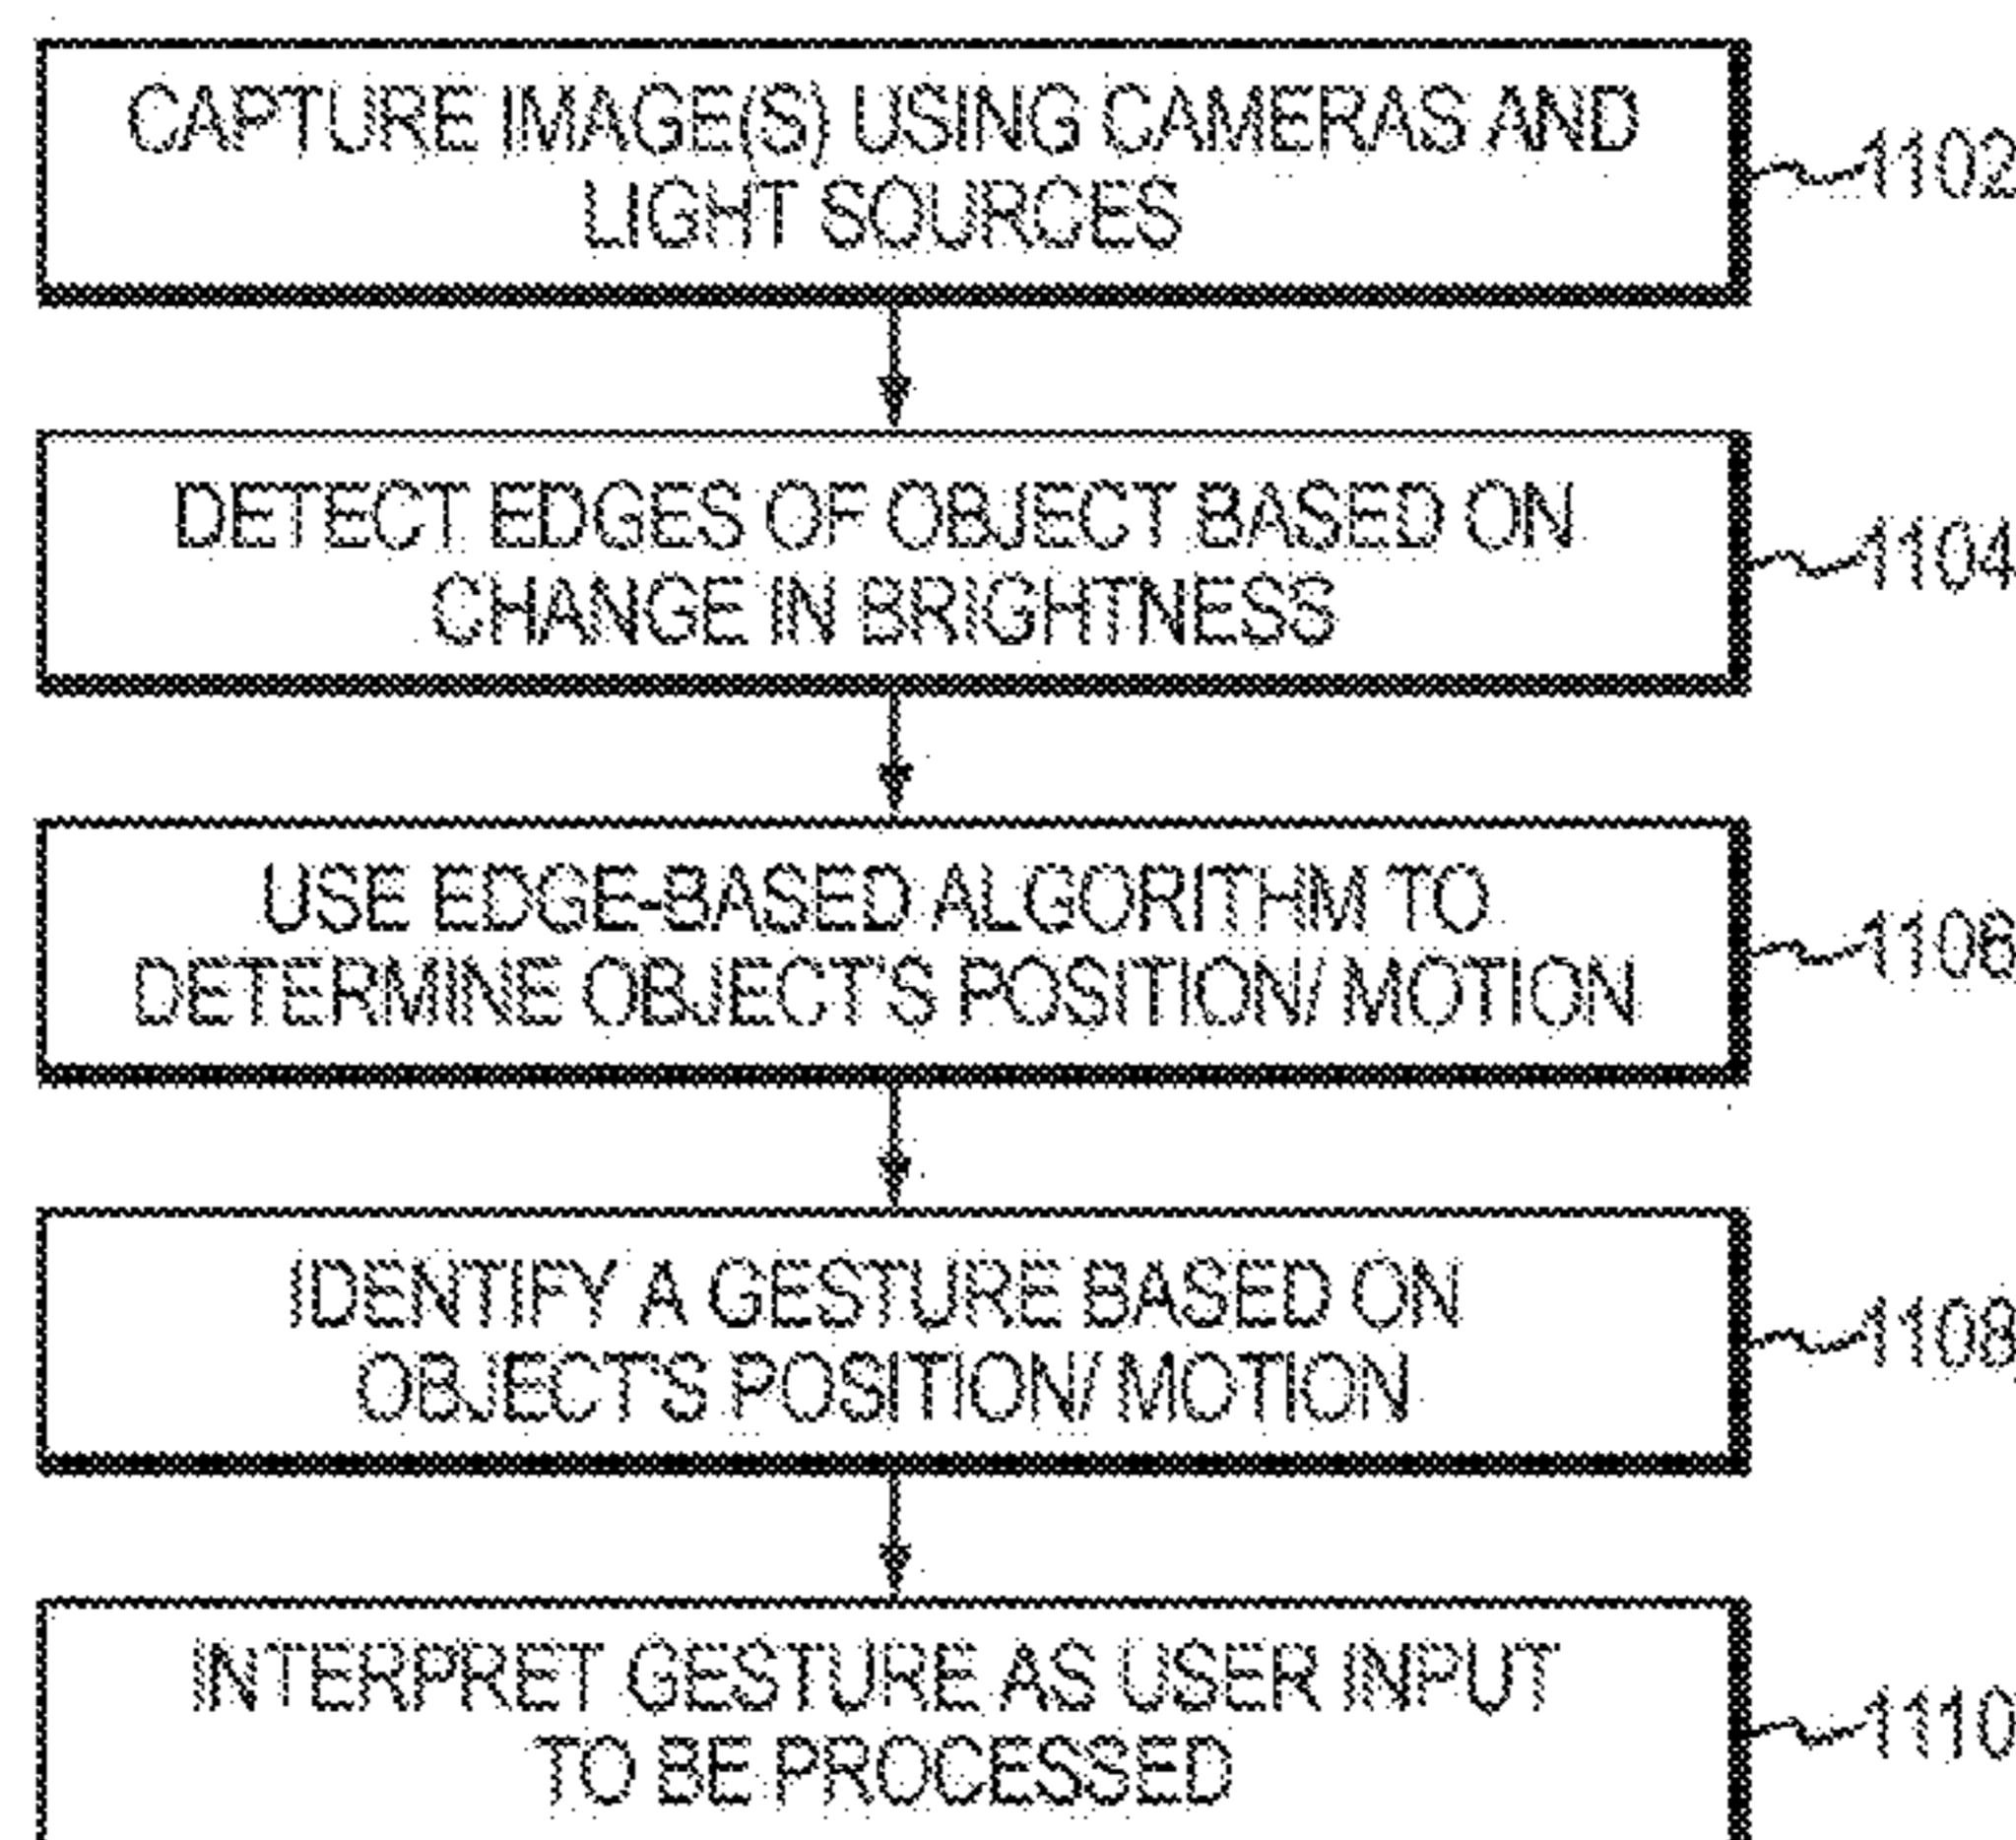 CAPTURE IMAGE(S) USING CAMERAS AND
LIGHT SOURCES
1102
DETECT EDGES OF OBJECT BASED ON
CHANGE IN BRIGHTNESS
1104
USE EDGE-BASED ALGORITHM TO
DETERMINE OBJECT'S POSITION/ MOTION
1106
IDENTIFY A GESTURE BASED ON
OBJECT'S POSITION/ MOTION
1108
INTERPRET GESTURE AS USER INPUT
TO BE PROCESSED
1110